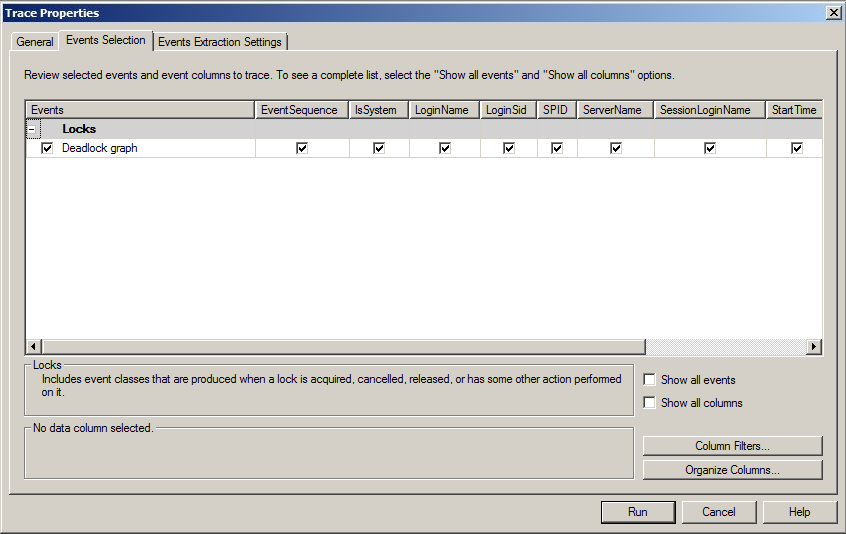 Trace Properties
General Events Selection Events Extraction Settings
Review selected events and event columns to trace. To see a complete list, select the "Show all events" and "Show all columns" options.
Events EventSequence IsSystem LoginName LoginSid SPID ServerName SessionLoginName StartTime
Locks
Deadlock graph
Locks
Includes event classes that are produced when a lock is acquired, cancelled, released, or has some other action performed
on it.
Show all events
Show all columns
No data column selected.
Column Filters...
Organize Columns...
Run Cancel Help